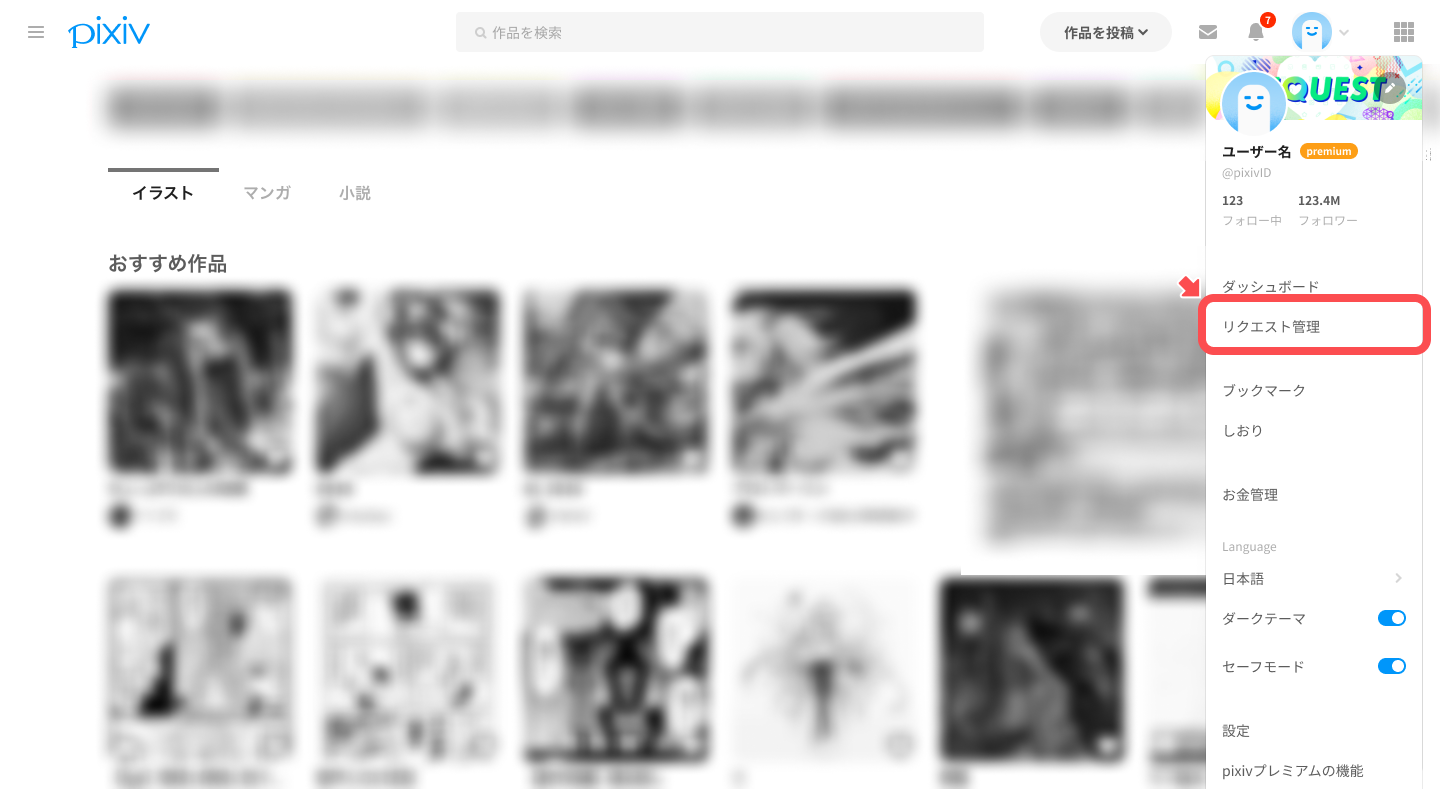 pixiv
作品を検索
作品を投稿
7
QUEST
ユーザー名 premium
@pixivID
123 123.4M
フォロー中 フォロワー
イラスト マンガ 小説
おすすめ作品
ダッシュボード
リクエスト管理
ブックマーク
しおり
お金管理
Language
日本語
ダークテーマ
セーフモード
設定
pixivプレミアムの機能